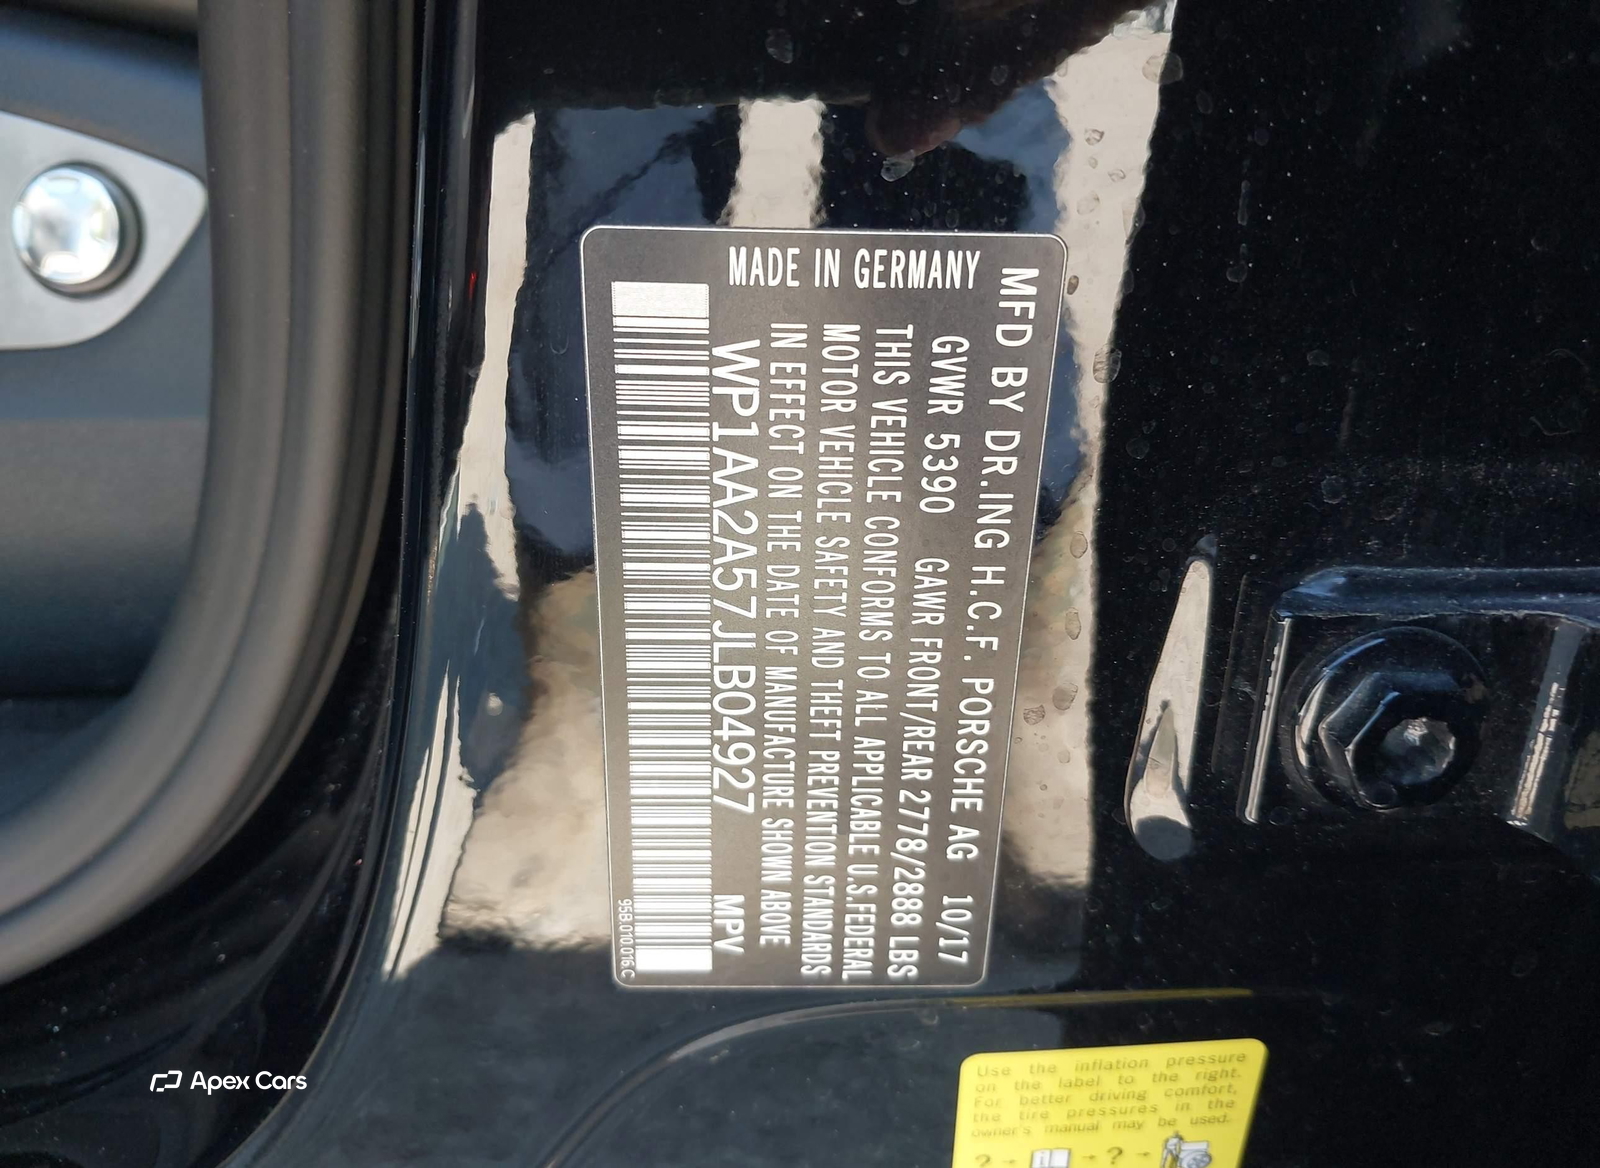 MFD BY DR.ING H.C.F. PORSCHE AG 10/17
GVWR 5390 GAWR FRONT/REAR 2778/2888 LBS
THIS VEHICLE CONFORMS TO ALL APPLICABLE U.S.FEDERAL
MOTOR VEHICLE SAFETY AND THEFT PREVENTION STANDARDS
IN EFFECT ON THE DATE OF MANUFACTURE SHOWN ABOVE
WP1AA2A57JLB04927 MPV
95B.010.016.C
MADE IN GERMANY
Use the inflation pressure
on the label to the right.
For better driving comfort,
the tire pressures in the
owner's manual may be used.
? → i → ? →
Apex Cars